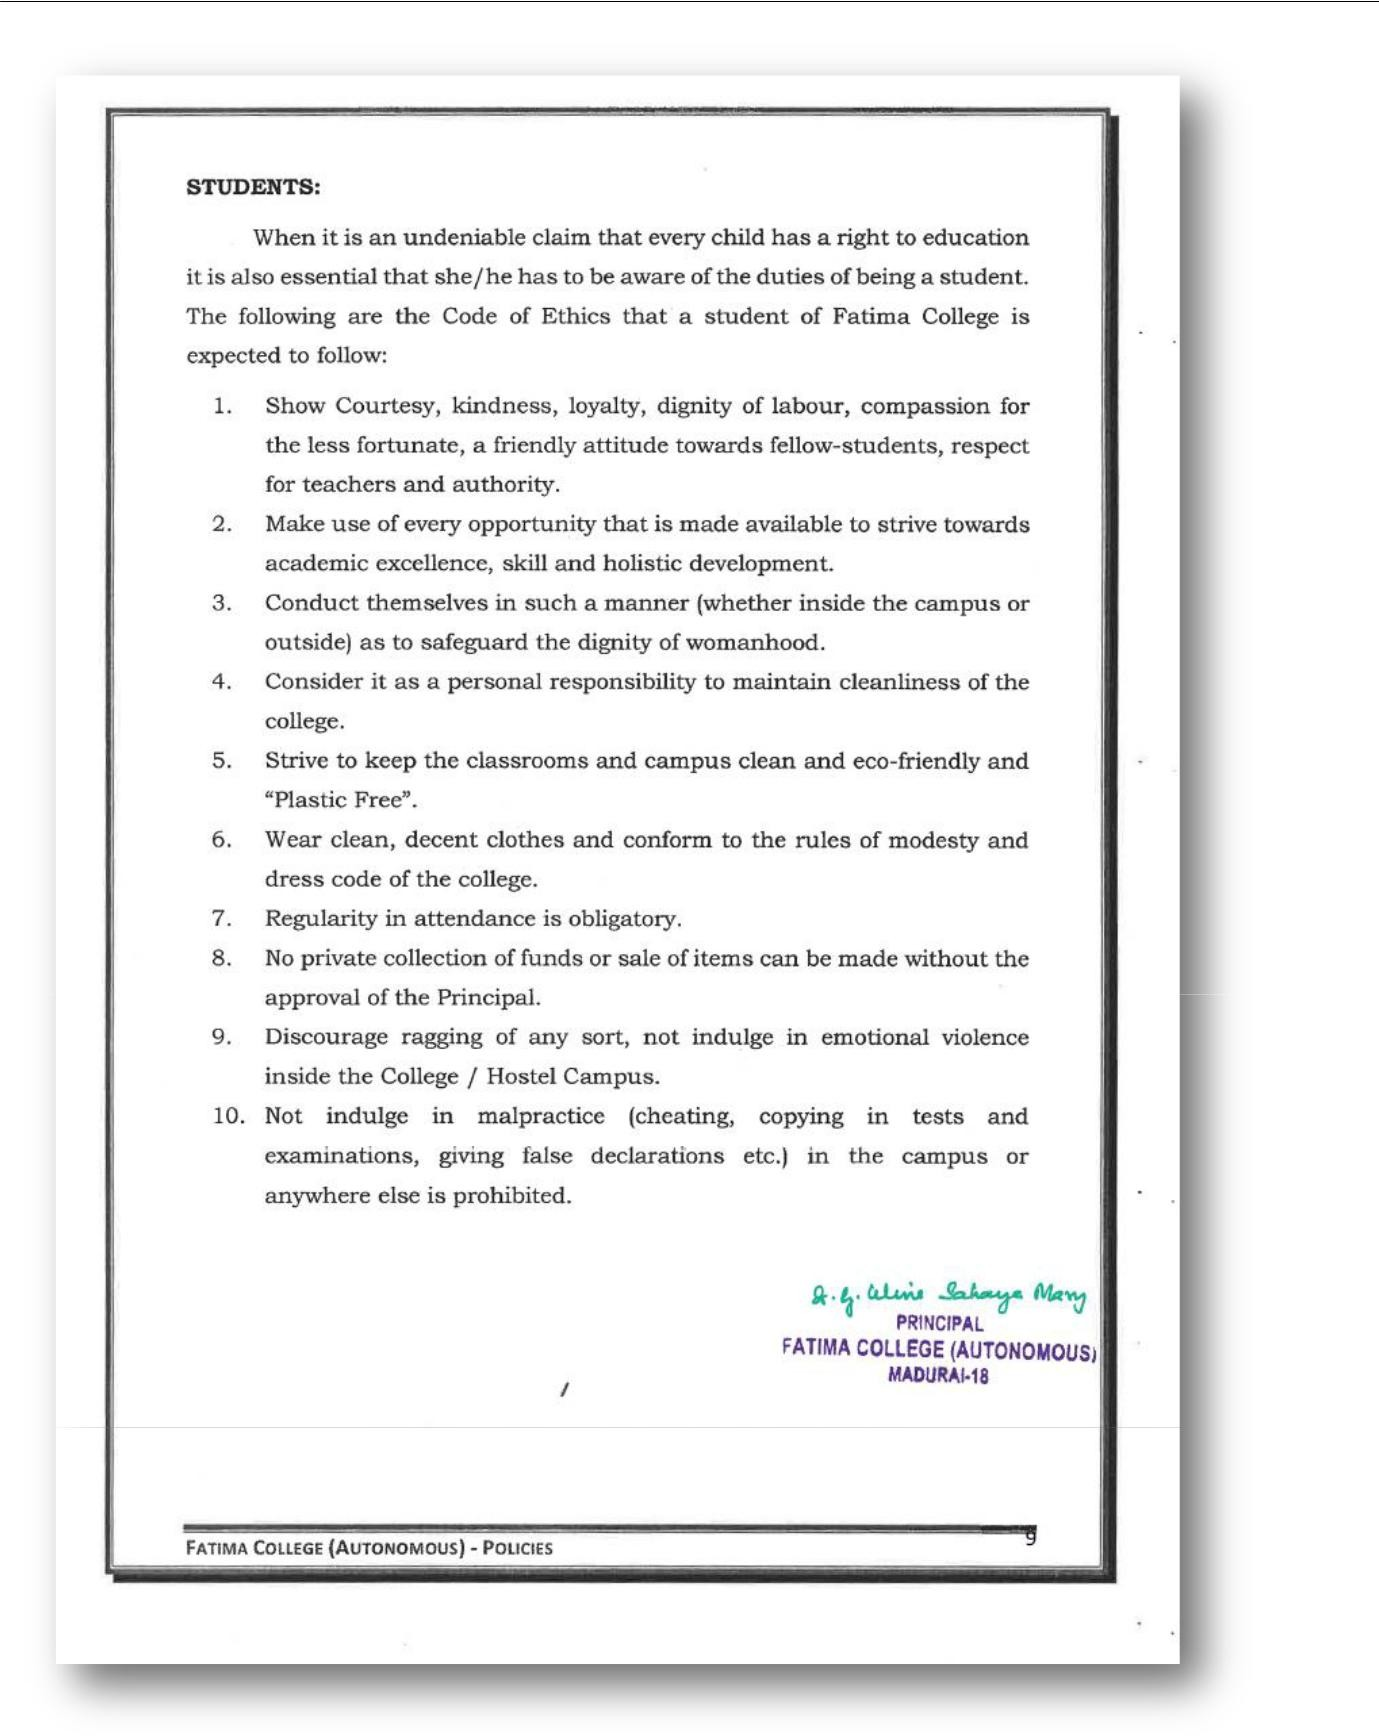 STUDENTS:
When it is an undeniable claim that every child has a right to education
it is also essential that she/he has to be aware of the duties of being a student.
The following are the Code of Ethics that a student of Fatima College is
expected to follow:
1. Show Courtesy, kindness, loyalty, dignity of labour, compassion for
the less fortunate, a friendly attitude towards fellow-students, respect
for teachers and authority.
2. Make use of every opportunity that is made available to strive towards
academic excellence, skill and holistic development.
3. Conduct themselves in such a manner (whether inside the campus or
outside) as to safeguard the dignity of womanhood.
4. Consider it as a personal responsibility to maintain cleanliness of the
college.
5. Strive to keep the classrooms and campus clean and eco-friendly and
“Plastic Free”.
6. Wear clean, decent clothes and conform to the rules of modesty and
dress code of the college.
7. Regularity in attendance is obligatory.
8. No private collection of funds or sale of items can be made without the
approval of the Principal.
9. Discourage ragging of any sort, not indulge in emotional violence
inside the College / Hostel Campus.
10. Not indulge in malpractice (cheating, copying in tests and
examinations, giving false declarations etc.) in the campus or
anywhere else is prohibited.
Sahaya Mary
PRINCIPAL
FATIMA COLLEGE (AUTONOMOUS)
MADURAI-18
FATIMA COLLEGE (AUTONOMOUS) - POLICIES
9